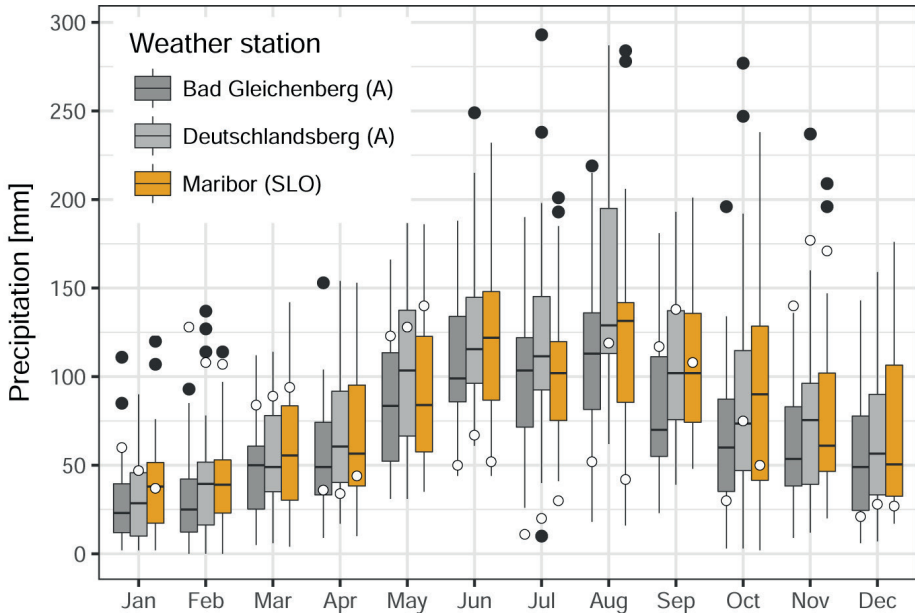 Precipitation [mm]
300
250
200
150
100
50
0
Weather station
Bad Gleichenberg (A)
Deutschlandsberg (A)
Maribor (SLO)
Jan Feb Mar Apr May Jun Jul Aug Sep Oct Nov Dec